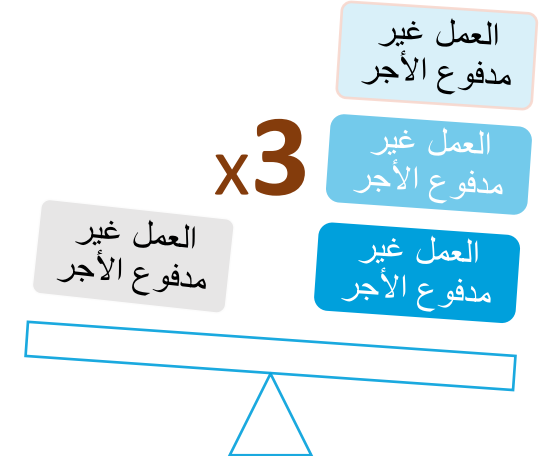 العمل غير
مدفوع الأجر
x3
العمل غير
مدفوع الأجر
العمل غير
مدفوع الأجر
العمل غير
مدفوع الأجر